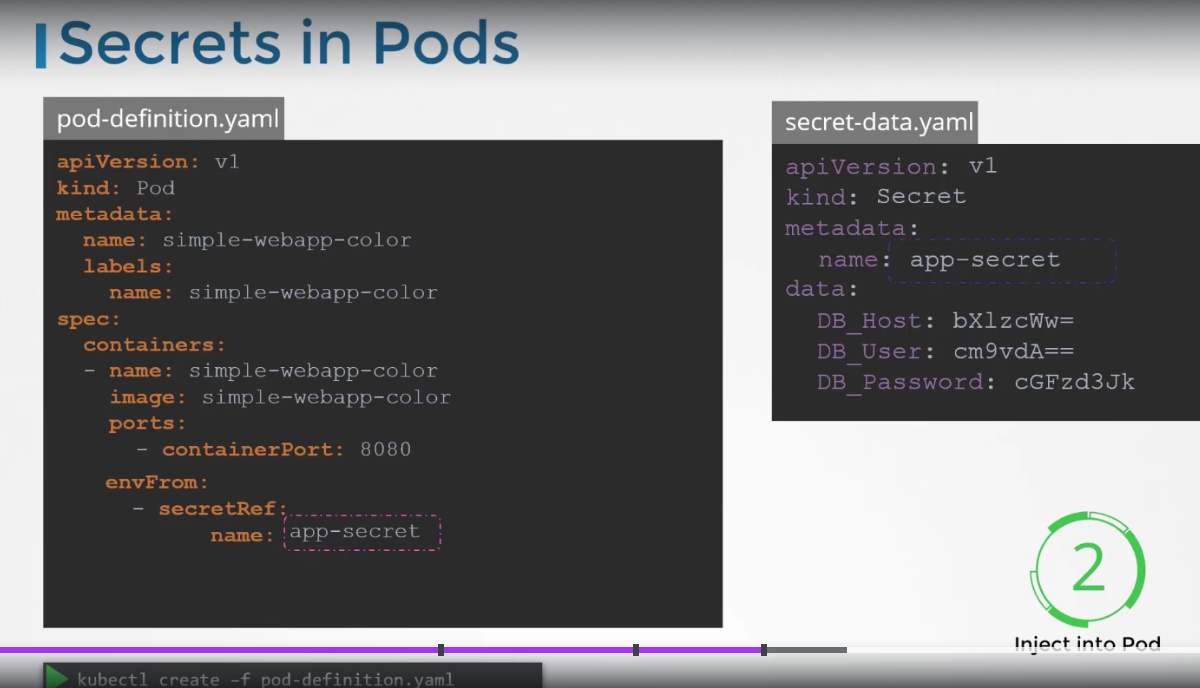 Secrets in Pods
pod-definition.yaml
apiVersion: v1
kind: Pod
metadata:
name: simple-webapp-color
labels:
name: simple-webapp-color
spec:
containers:
- name: simple-webapp-color
image: simple-webapp-color
ports:
- containerPort: 8080
envFrom:
- secretRef:
name: app-secret
secret-data.yaml
apiVersion: v1
kind: Secret
metadata:
name: app-secret
data:
DB_Host: bXlzcWw=
DB_User: cm9vdA==
DB_Password: cGFzd3Jk
2
Inject into Pod
kubectl create -f pod-definition.yaml